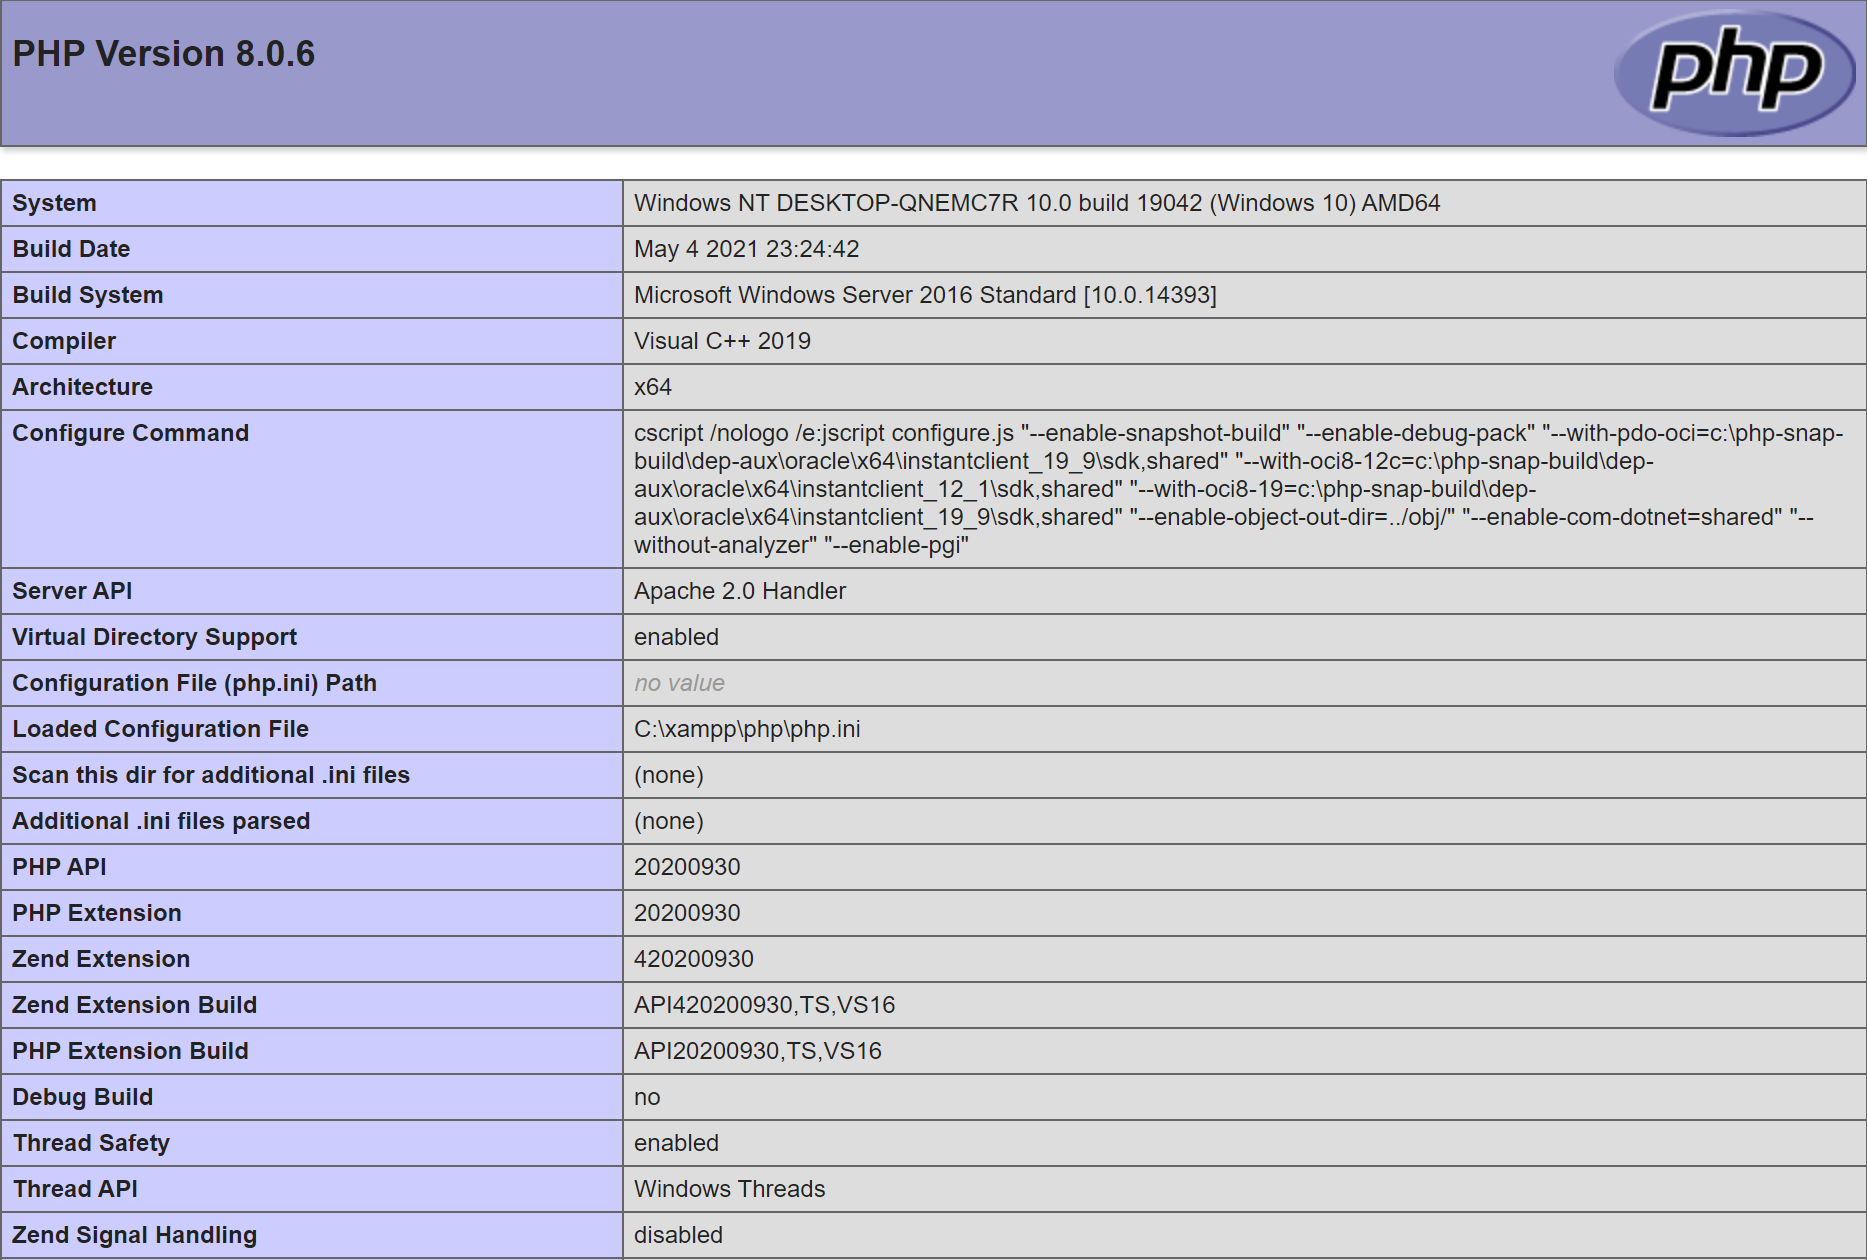 PHP Version 8.0.6
php
System Windows NT DESKTOP-QNEMC7R 10.0 build 19042 (Windows 10) AMD64
Build Date May 4 2021 23:24:42
Build System Microsoft Windows Server 2016 Standard [10.0.14393]
Compiler Visual C++ 2019
Architecture x64
Configure Command cscript /nologo /e:jscript configure.js "--enable-snapshot-build" "--enable-debug-pack" "--with-pdo-oci=c:\php-snap-
build\dep-aux\oracle\x64\instantclient_19_9\sdk,shared" "--with-oci8-12c=c:\php-snap-build\dep-
aux\oracle\x64\instantclient_12_1\sdk,shared" "--with-oci8-19=c:\php-snap-build\dep-
aux\oracle\x64\instantclient_19_9\sdk,shared" "--enable-object-out-dir=../obj/" "--enable-com-dotnet=shared" "--
without-analyzer" "--enable-pgi"
Server API Apache 2.0 Handler
Virtual Directory Support enabled
Configuration File (php.ini) Path no value
Loaded Configuration File C:\xampp\php\php.ini
Scan this dir for additional .ini files (none)
Additional .ini files parsed (none)
PHP API 20200930
PHP Extension 20200930
Zend Extension 420200930
Zend Extension Build API420200930,TS,VS16
PHP Extension Build API20200930,TS,VS16
Debug Build no
Thread Safety enabled
Thread API Windows Threads
Zend Signal Handling disabled